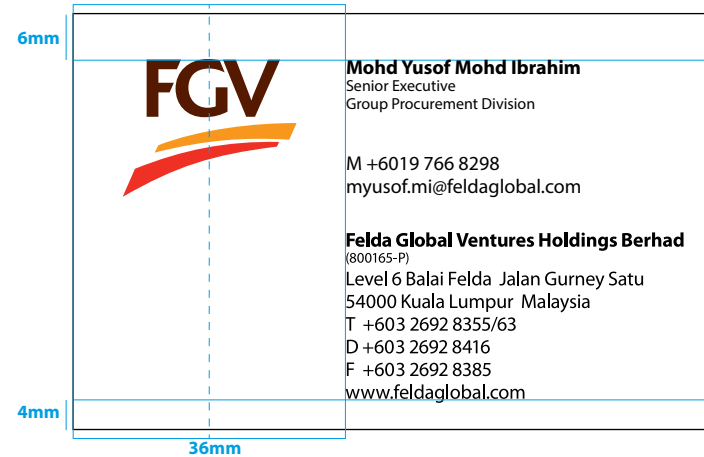 6mm
FGV
Mohd Yusof Mohd Ibrahim
Senior Executive
Group Procurement Division
M +6019 766 8298
myusof.mi@feldaglobal.com
Felda Global Ventures Holdings Berhad
(800165-P)
Level 6 Balai Felda Jalan Gurney Satu
54000 Kuala Lumpur Malaysia
T +603 2692 8355/63
D +603 2692 8416
F +603 2692 8385
www.feldaglobal.com
4mm
36mm